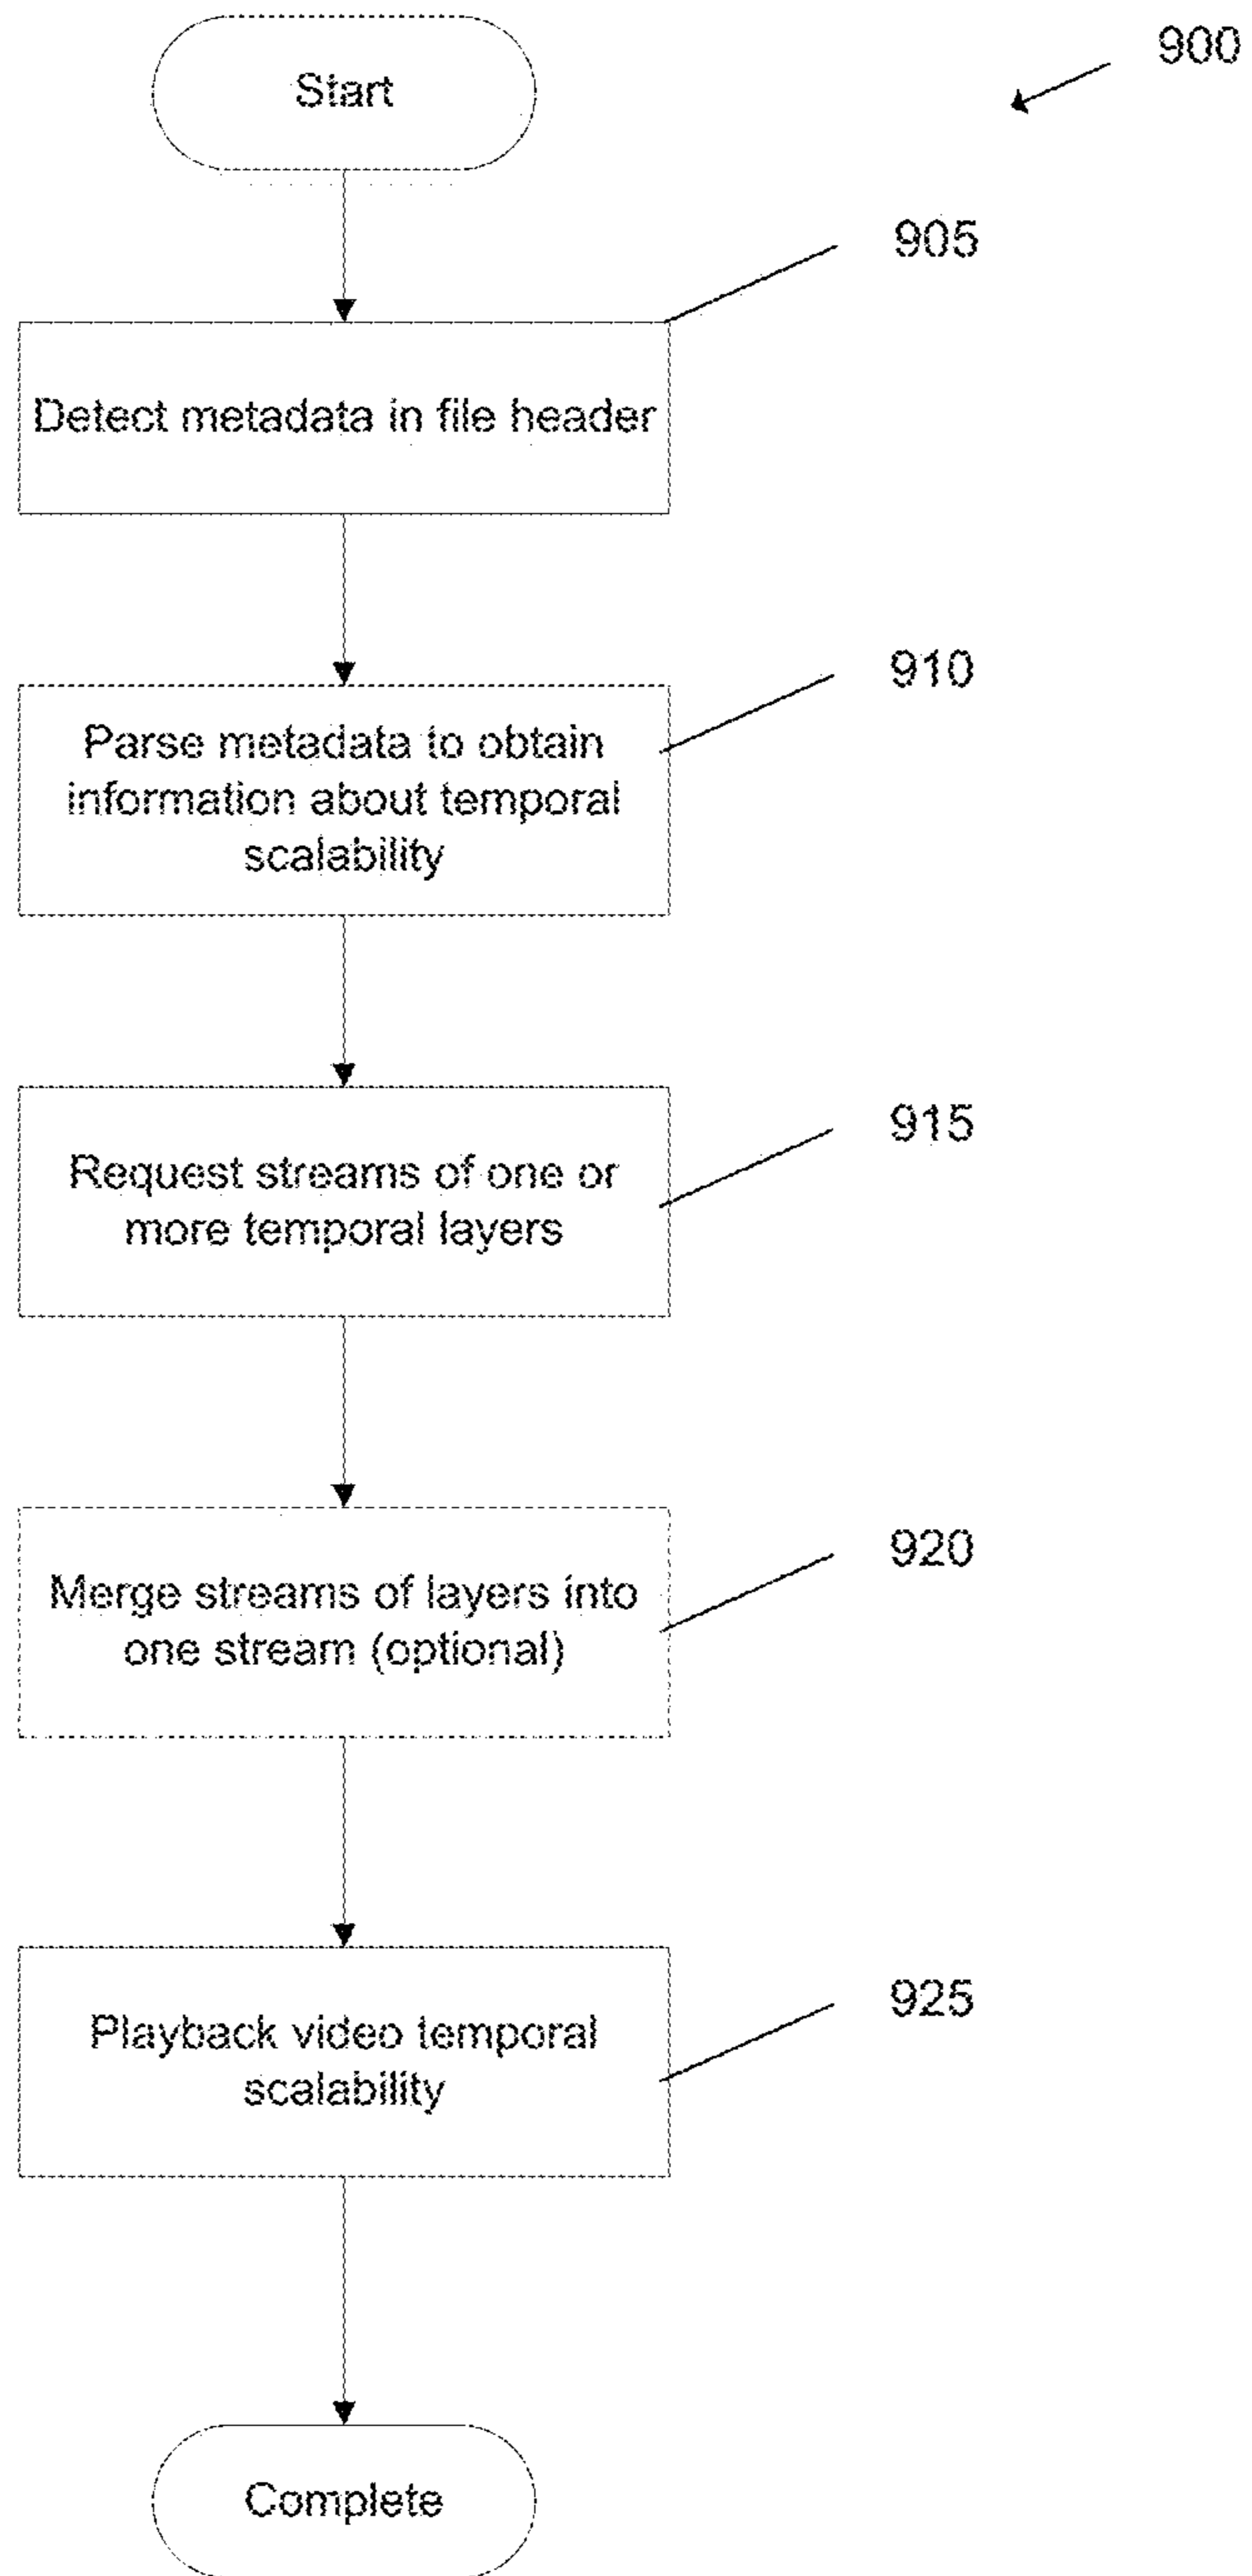 900
Start
905
Detect metadata in file header
910
Parse metadata to obtain
information about temporal
scalability
915
Request streams of one or
more temporal layers
920
Merge streams of layers into
one stream (optional)
925
Playback video temporal
scalability
Complete